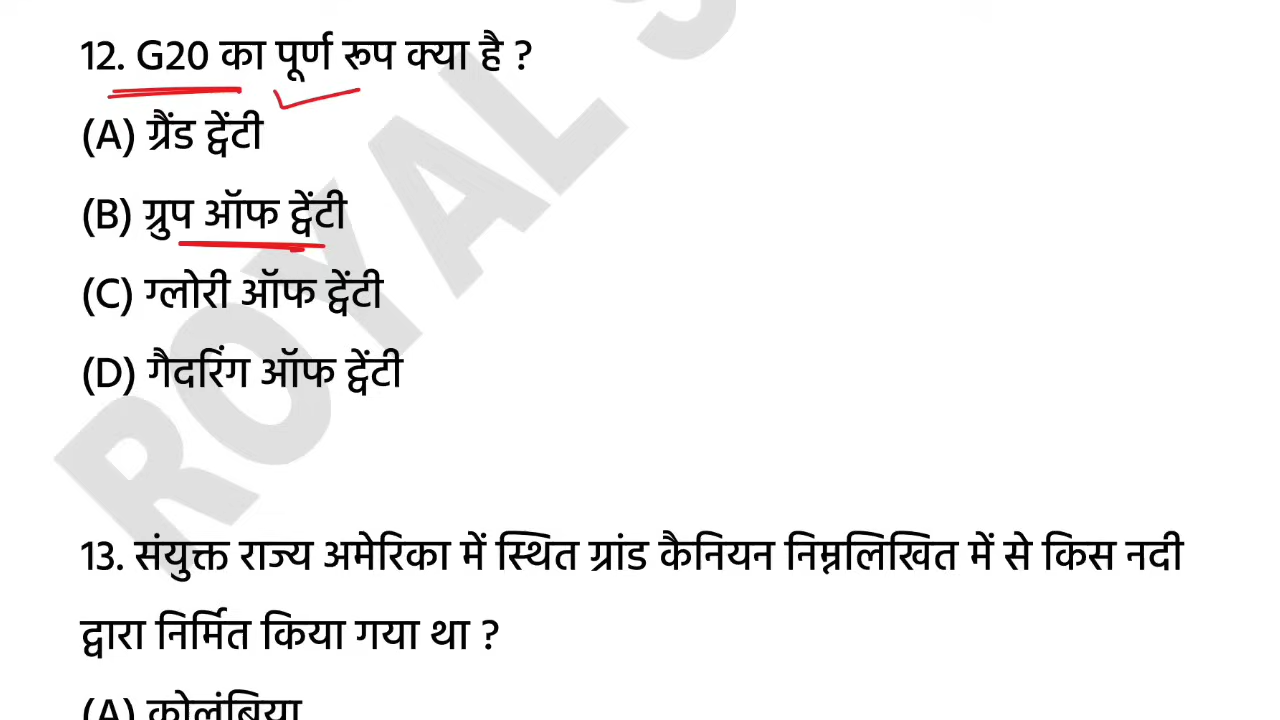 12. G20 का पूर्ण रूप क्या है ?
(A) ग्रैंड ट्वेंटी
(B) ग्रुप ऑफ ट्वेंटी
(C) ग्लोरी ऑफ ट्वेंटी
(D) गैदरिंग ऑफ ट्वेंटी
ROYAL
13. संयुक्त राज्य अमेरिका में स्थित ग्रांड कैनियन निम्नलिखित में से किस नदी
द्वारा निर्मित किया गया था ?
(A) कोलंबिया